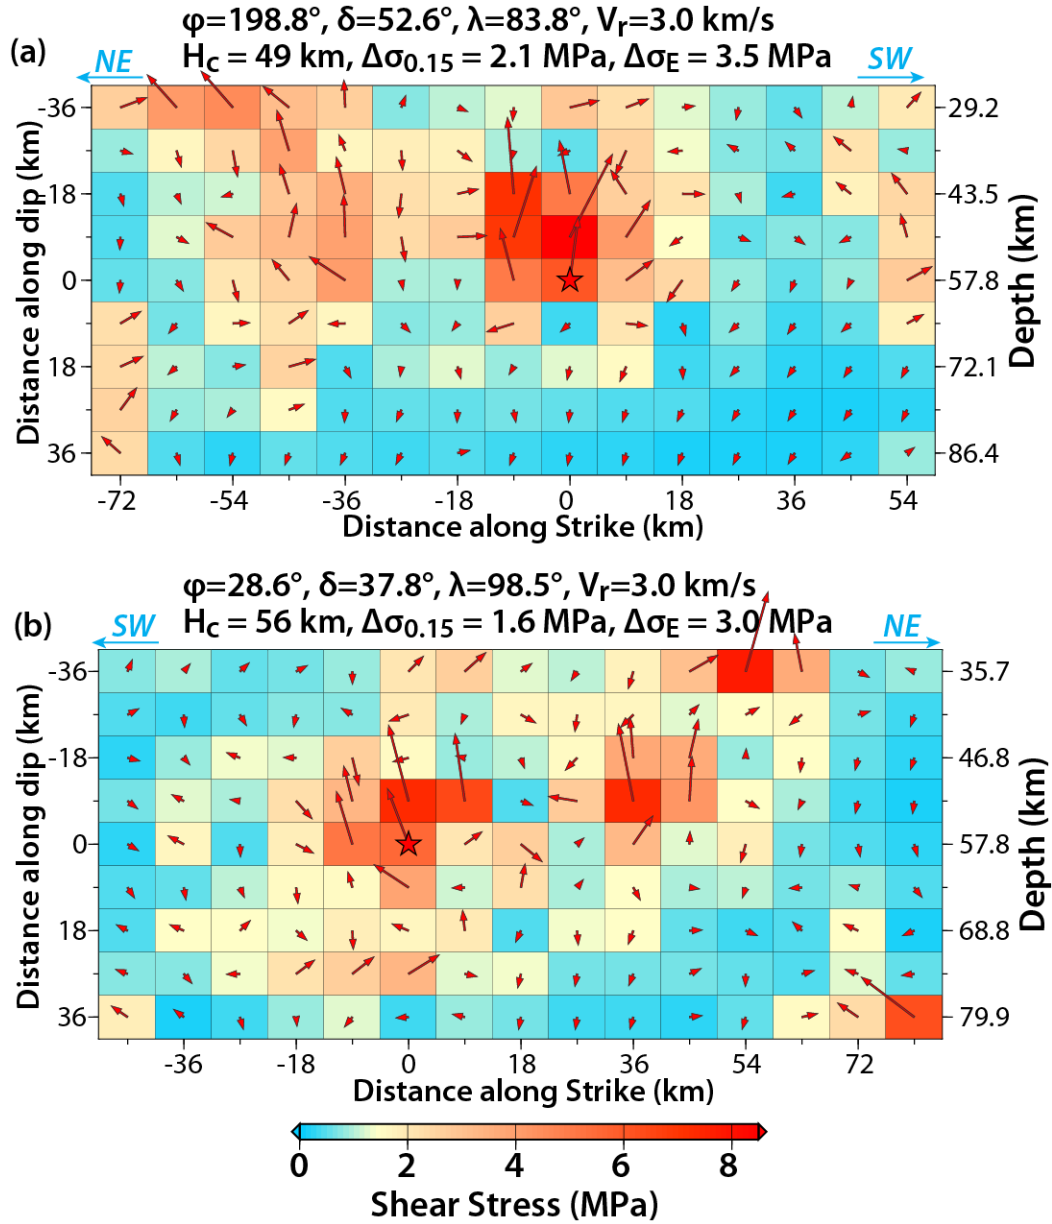 φ=198.8°, δ=52.6°, λ=83.8°, Vr=3.0 km/s
(a)
Hc = 49 km, Δσ0.15 = 2.1 MPa, ΔσE = 3.5 MPa
NE
SW
Distance along dip (km)
-36
18
0
18
36
29.2
43.5
57.8
72.1
86.4
Depth (km)
-72 -54 -36 -18 0 18 36 54
Distance along Strike (km)
φ=28.6°, δ=37.8°, λ=98.5°, Vr=3.0 km/s
(b)
Hc = 56 km, Δσ0.15 = 1.6 MPa, ΔσE = 3.0 MPa
SW
NE
Distance along dip (km)
-36
-18
0
18
36
35.7
46.8
57.8
68.8
79.9
Depth (km)
-36 -18 0 18 36 54 72
Distance along Strike (km)
0 2 4 6 8
Shear Stress (MPa)